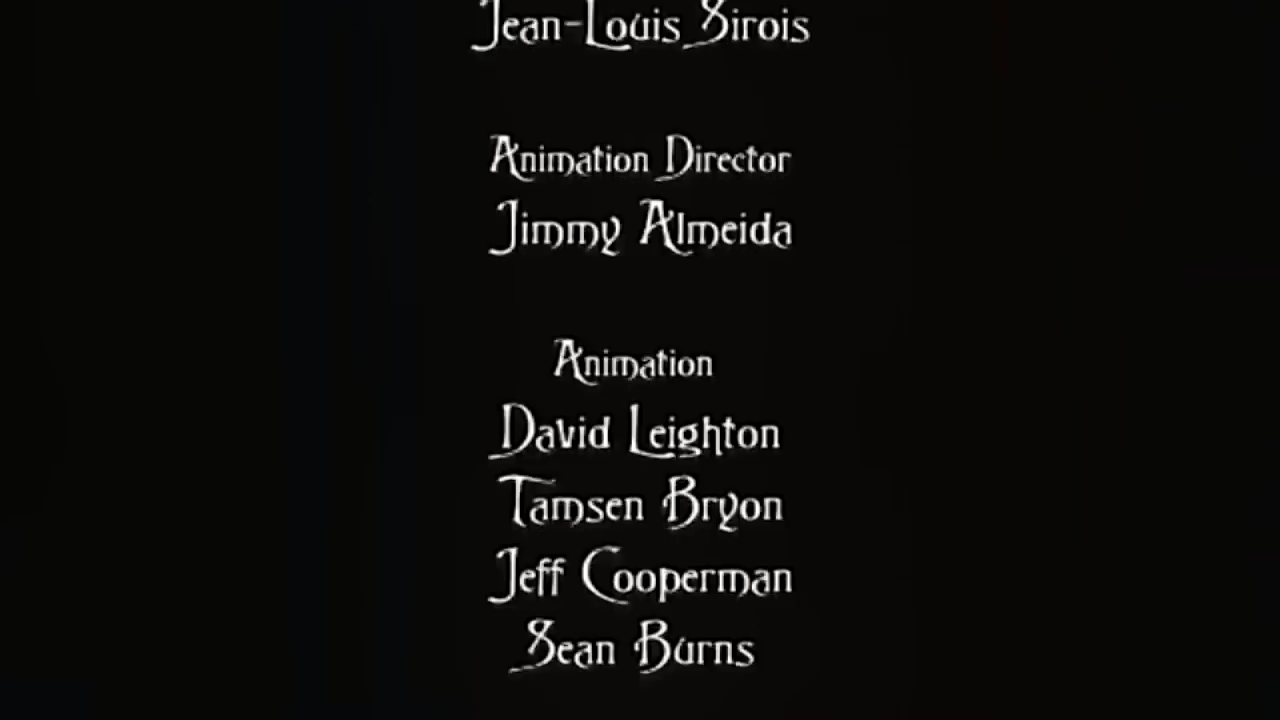 Jean-Louis Sirois
Animation Director
Jimmy Almeida
Animation
David Leighton
Tamsen Bryon
Jeff Cooperman
Sean Burns